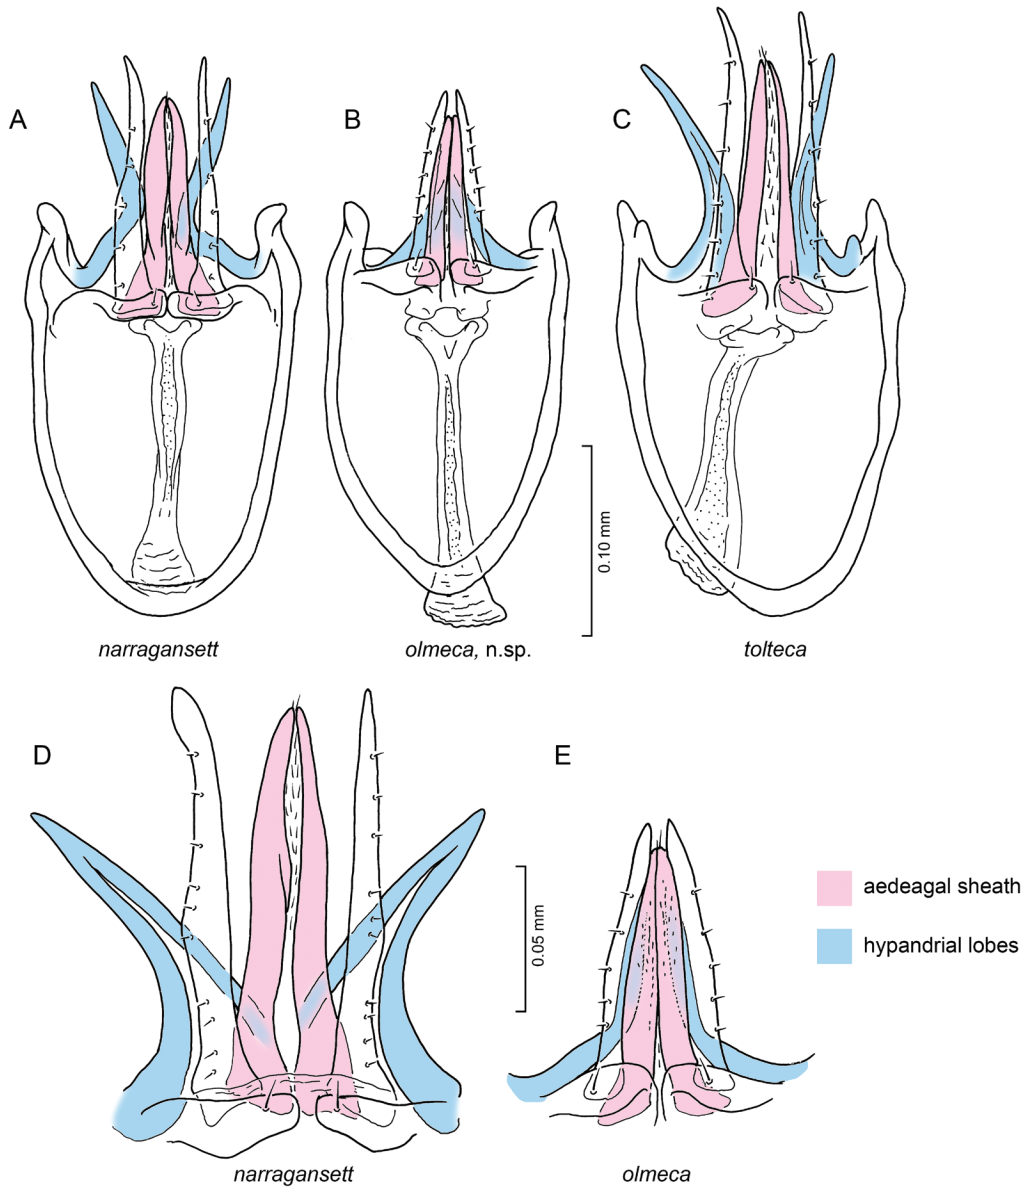 A
B
C
0.10 mm
narragansett
olmeca, n.sp.
tolteca
D
E
0.05 mm
aedeagal sheath
hypandrial lobes
narragansett
olmeca